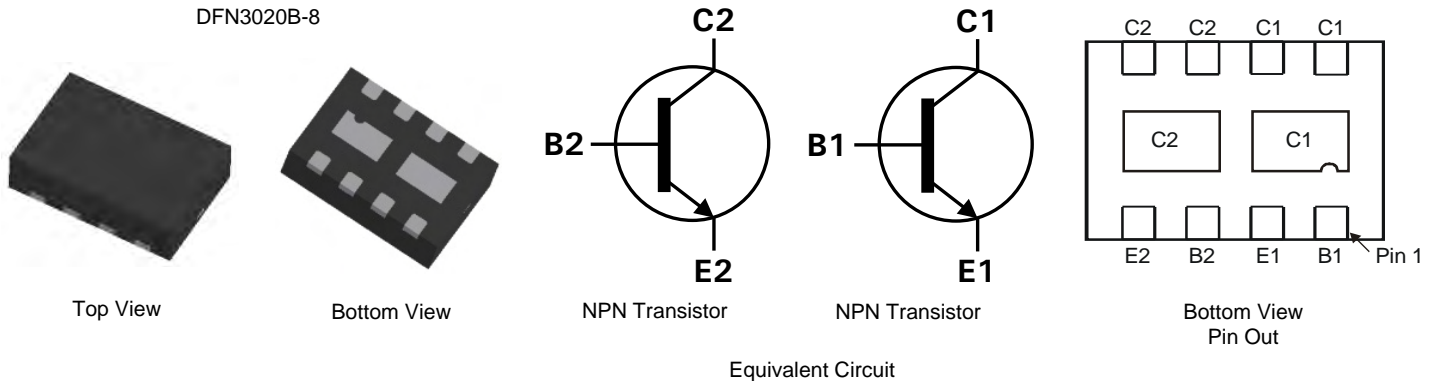 DFN3020B-8
Top View
Bottom View
C2
B2
E2
NPN Transistor
C1
B1
E1
NPN Transistor
Equivalent Circuit
C2 C2 C1 C1
C2 C1
E2 B2 E1 B1 Pin 1
Bottom View
Pin Out